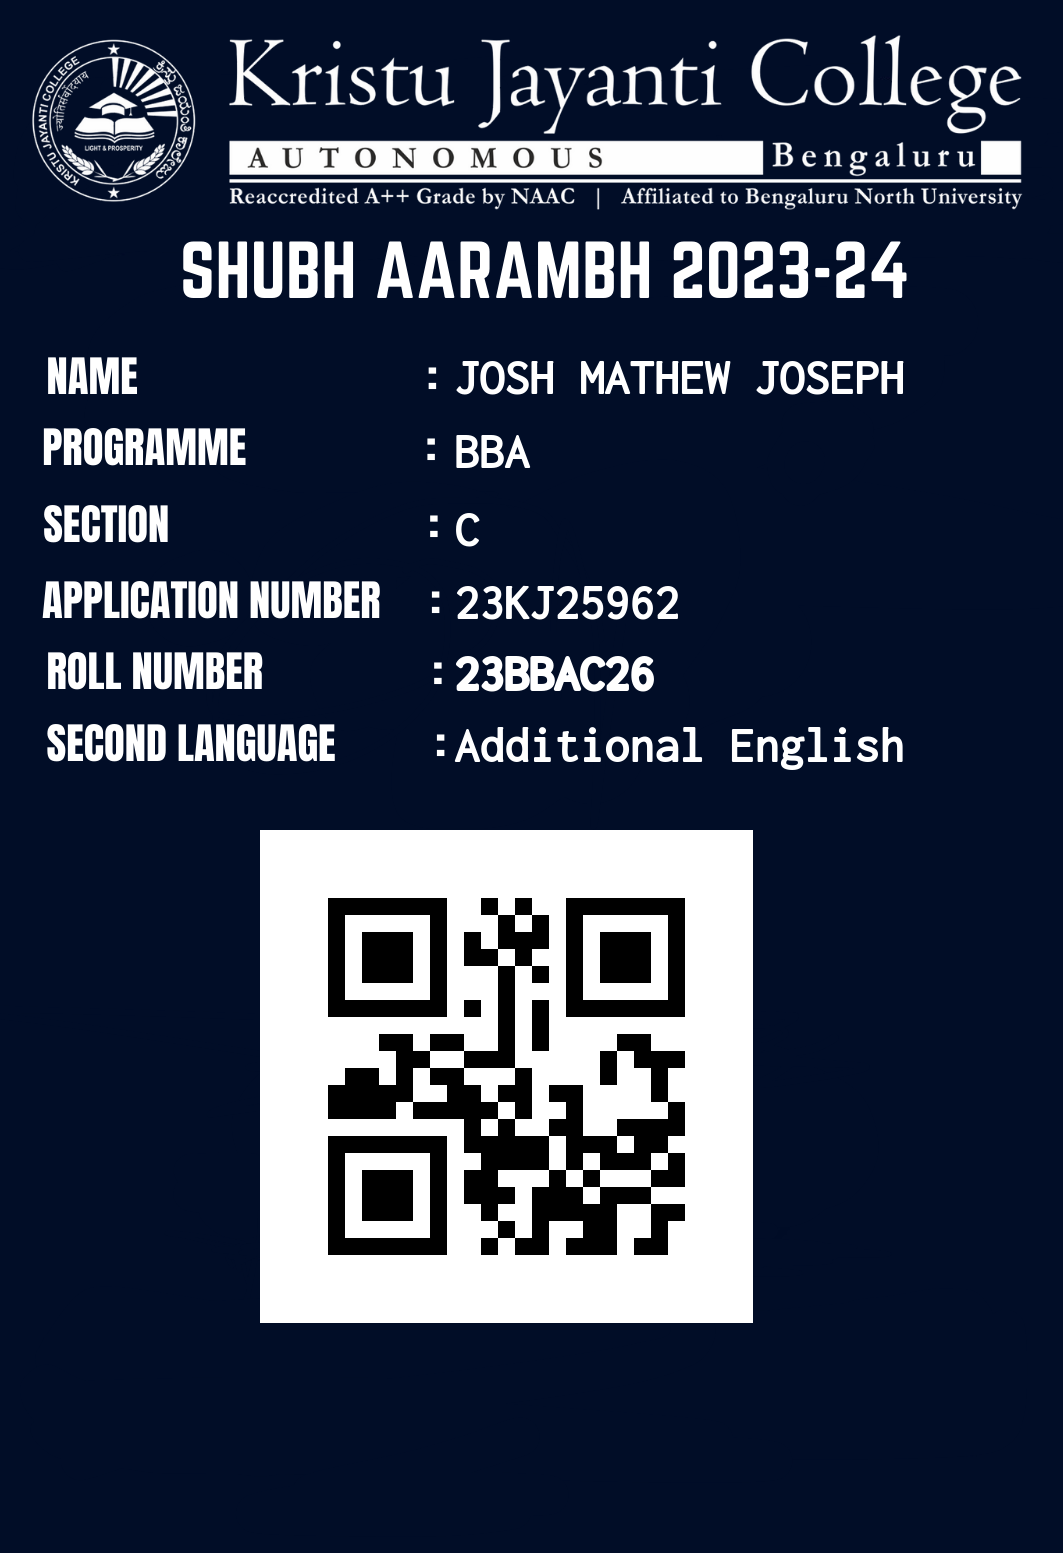 Kristu Jayanti College
AUTONOMOUS Bengaluru
Reaccredited A++ Grade by NAAC | Affiliated to Bengaluru North University
KRISTU JAYANTI COLLEGE
LIGHT & PROSPERITY
SHUBH AARAMBH 2023-24
NAME : JOSH MATHEW JOSEPH
PROGRAMME : BBA
SECTION : C
APPLICATION NUMBER : 23KJ25962
ROLL NUMBER : 23BBAC26
SECOND LANGUAGE : Additional English